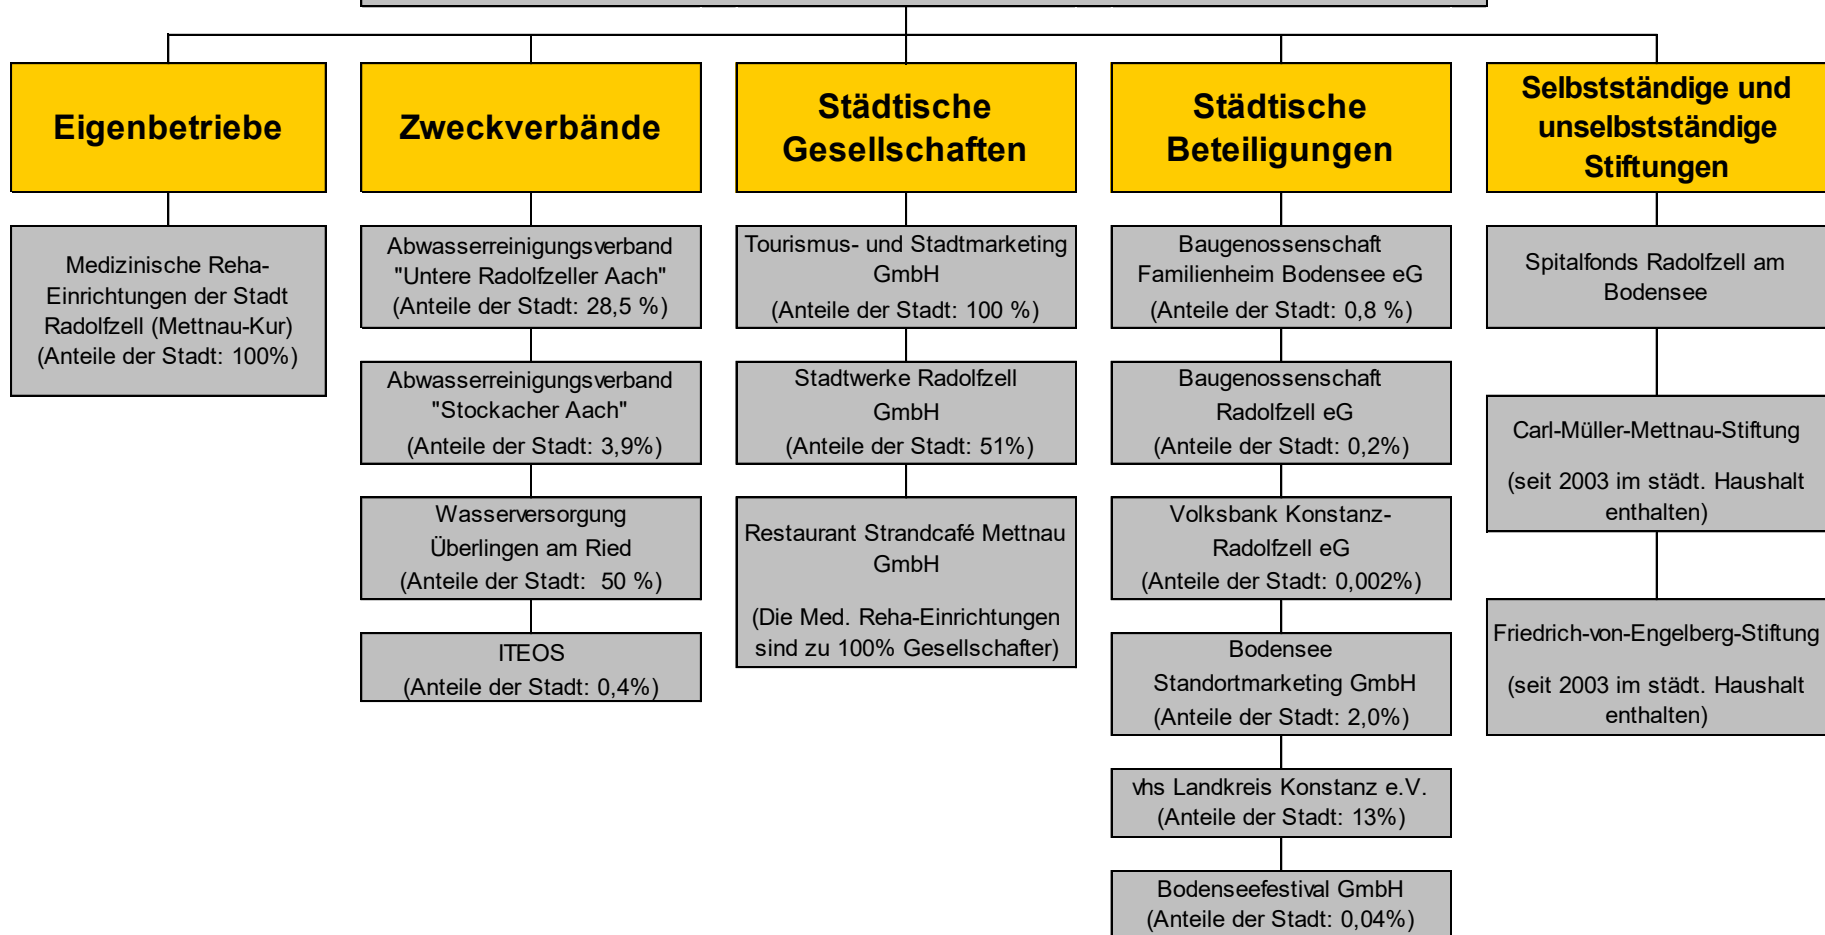 Eigenbetriebe
Medizinische Reha-
Einrichtungen der Stadt
Radolfzell (Mettnau-Kur)
(Anteile der Stadt: 100%)
Zweckverbände
Abwasserreinigungsverband
"Untere Radolfzeller Aach"
(Anteile der Stadt: 28,5 %)
Abwasserreinigungsverband
"Stockacher Aach"
(Anteile der Stadt: 3,9%)
Wasserversorgung
Überlingen am Ried
(Anteile der Stadt:  50 %)
ITEOS
(Anteile der Stadt: 0,4%)
Städtische
Gesellschaften
Tourismus- und Stadtmarketing
GmbH
(Anteile der Stadt: 100 %)
Stadtwerke Radolfzell
GmbH
(Anteile der Stadt: 51%)
Restaurant Strandcafé Mettnau
GmbH
(Die Med. Reha-Einrichtungen
sind zu 100% Gesellschafter)
Städtische
Beteiligungen
Baugenossenschaft
Familienheim Bodensee eG
(Anteile der Stadt: 0,8 %)
Baugenossenschaft
Radolfzell eG
(Anteile der Stadt: 0,2%)
Volksbank Konstanz-
Radolfzell eG
(Anteile der Stadt: 0,002%)
Bodensee
Standortmarketing GmbH
(Anteile der Stadt: 2,0%)
vhs Landkreis Konstanz e.V.
(Anteile der Stadt: 13%)
Bodenseefestival GmbH
(Anteile der Stadt: 0,04%)
Selbstständige und
unselbstständige
Stiftungen
Spitalfonds Radolfzell am
Bodensee
Carl-Müller-Mettnau-Stiftung
(seit 2003 im städt. Haushalt
enthalten)
Friedrich-von-Engelberg-Stiftung
(seit 2003 im städt. Haushalt
enthalten)